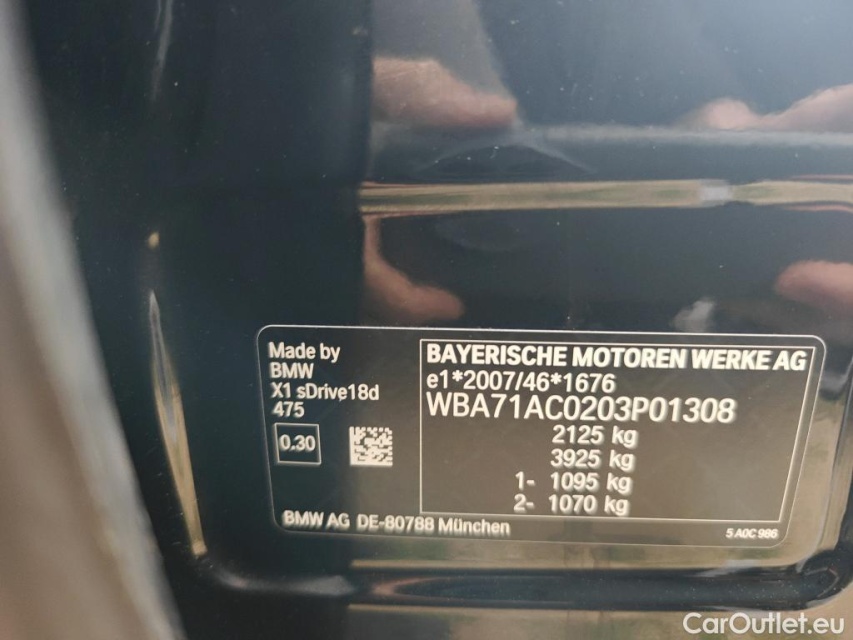 Made by
BMW
X1 sDrive18d
475
0.30
BAYERISCHE MOTOREN WERKE AG
e1*2007/46*1676
WBA71AC0203P01308
2125 kg
3925 kg
1- 1095 kg
2- 1070 kg
BMW AG DE-80788 München
5 A0C 986
CarOutlet.eu